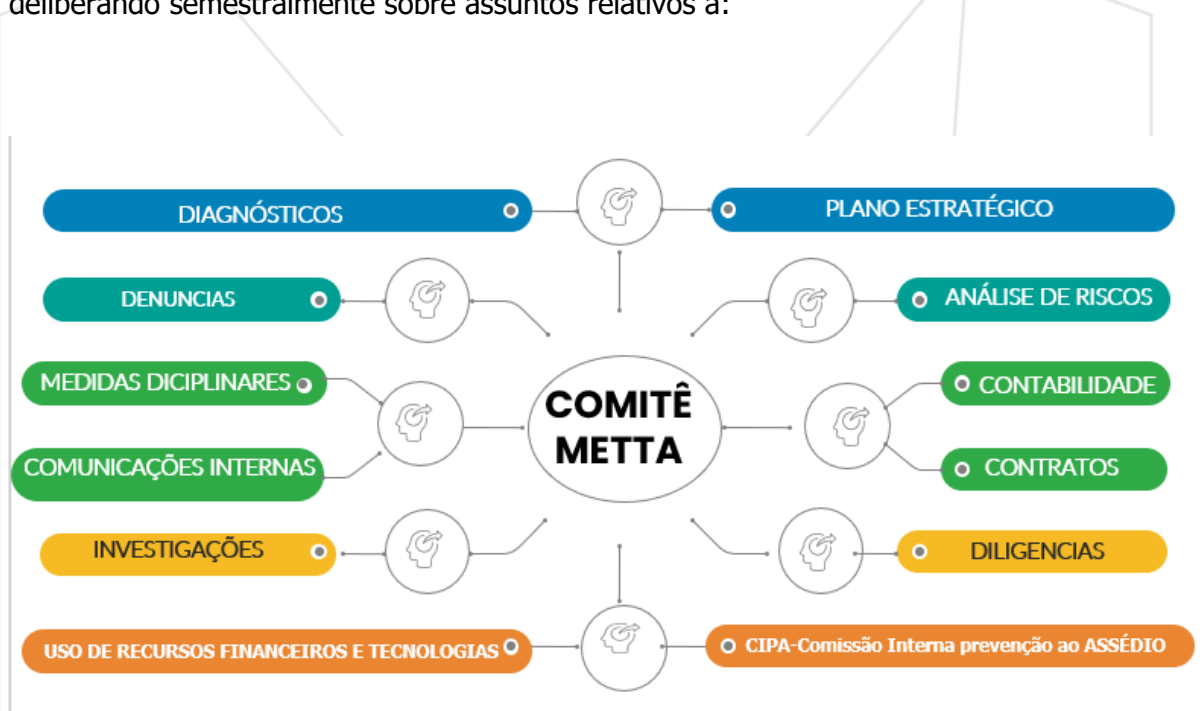 deliberando semestralmente sobre assuntos relativos a:
DIAGNÓSTICOS
PLANO ESTRATÉGICO
DENUNCIAS
ANÁLISE DE RISCOS
MEDIDAS DICIPLINARES
CONTABILIDADE
COMITÊ
METTA
COMUNICAÇÕES INTERNAS
CONTRATOS
INVESTIGAÇÕES
DILIGENCIAS
USO DE RECURSOS FINANCEIROS E TECNOLOGIAS
CIPA-Comissão Interna prevenção ao ASSÉDIO